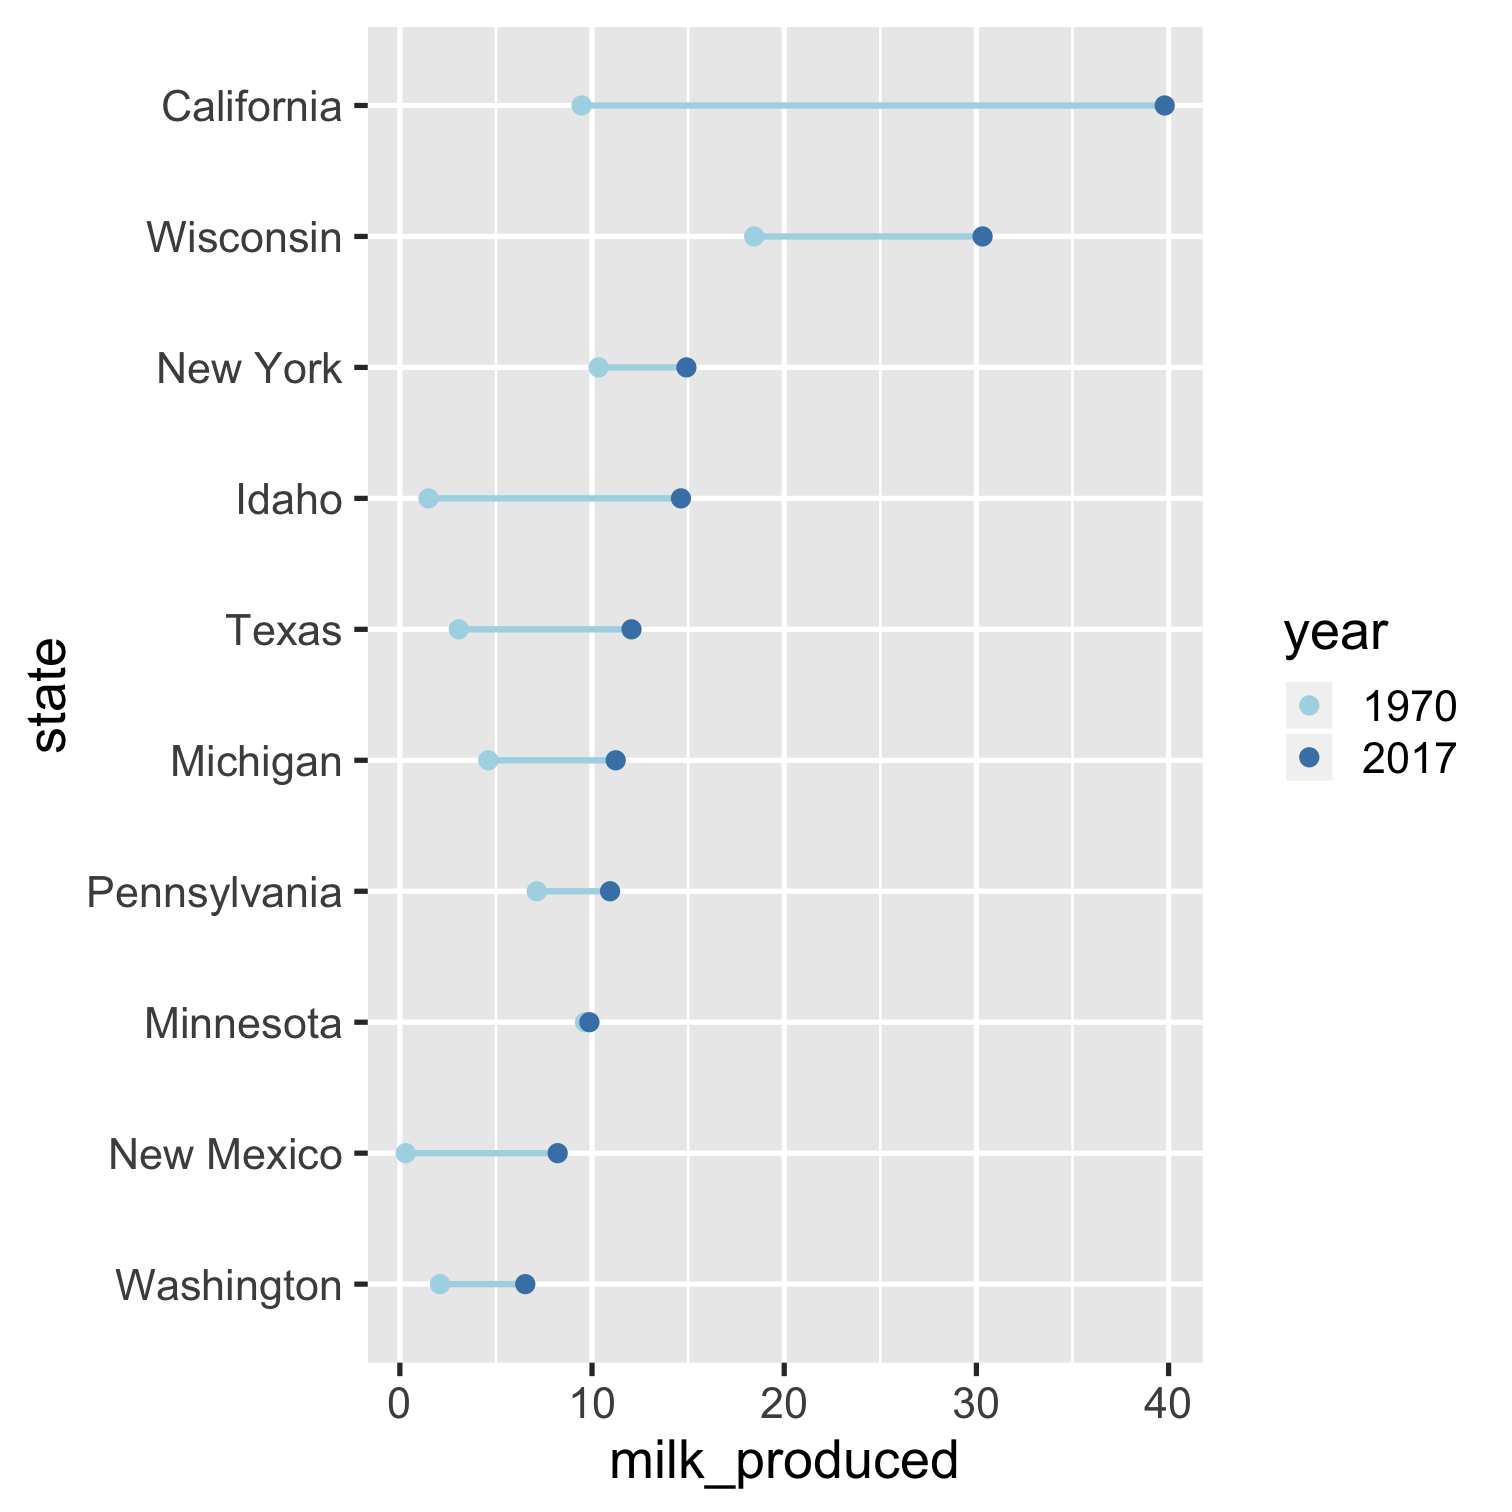 California
Wisconsin
New York
Idaho
Texas
Michigan
Pennsylvania
Minnesota
New Mexico
Washington
state
0 10 20 30 40
milk_produced
year
1970
2017